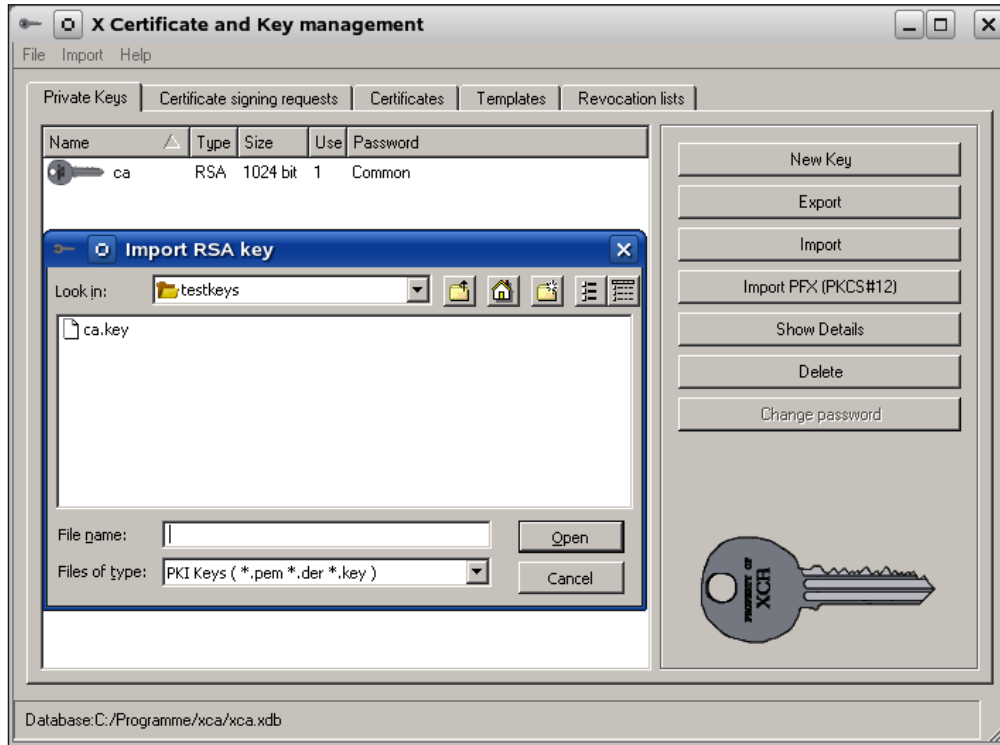 X Certificate and Key management
File Import Help
Private Keys Certificate signing requests Certificates Templates Revocation lists
Name Type Size Use Password
ca RSA 1024 bit 1 Common
New Key
Export
Import
Import PFX (PKCS#12)
Show Details
Delete
Change password
Import RSA key
Look in: testkeys
ca.key
File name:
Open
Files of type: PKI Keys ( *.pem *.der *.key )
Cancel
PROPERTY OF
XCA
Database:C:/Programme/xca/xca.xdb